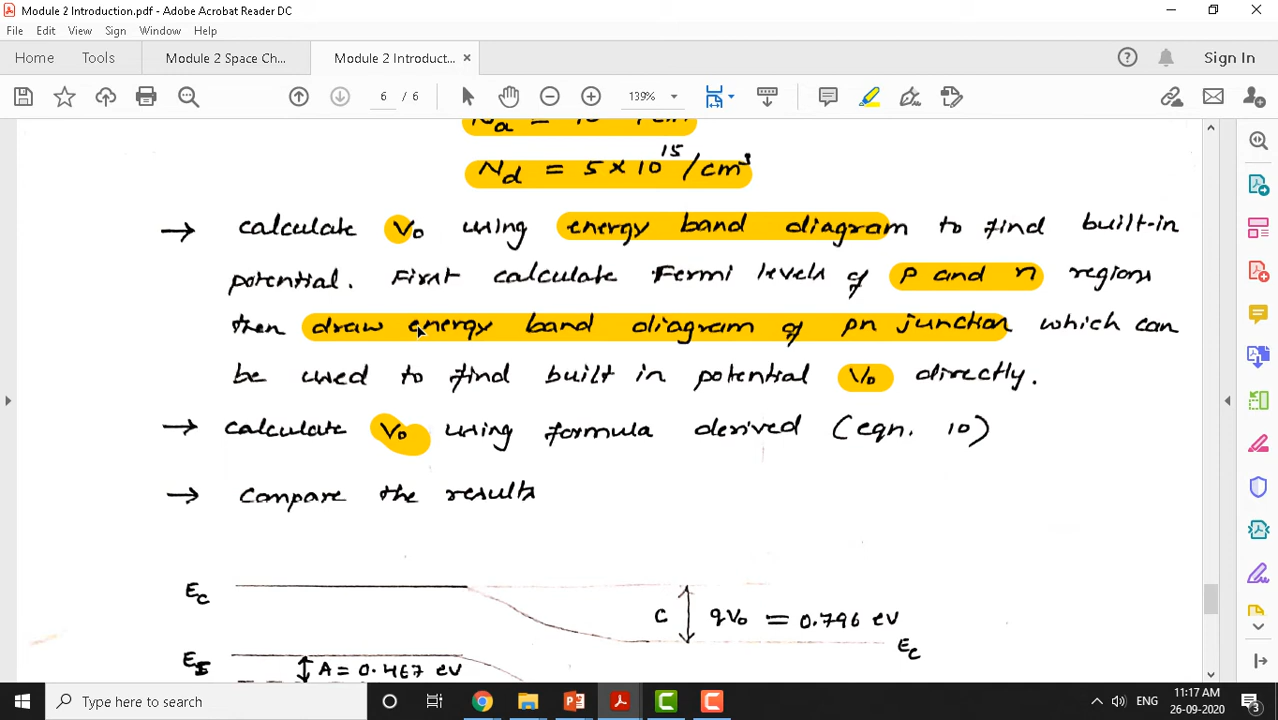 Module 2 Introduction.pdf - Adobe Acrobat Reader DC
File Edit View Sign Window Help
Home Tools Module 2 Space Ch... Module 2 Introduct... × Sign In
6 / 6 139%
Nd = 5 x 10^15 /cm^3
→ calculate V₀ using energy band diagram to find built-in
potential. First calculate Fermi levels of P and n regions
then draw energy band diagram of pn junction which can
be used to find built in potential V₀ directly.
→ calculate V₀ using formula derived (eqn. 10)
→ compare the results
Ec
C qV₀ = 0.796 eV
Ec
A = 0.467 eV
Type here to search
ENG 11:17 AM
26-09-2020
3